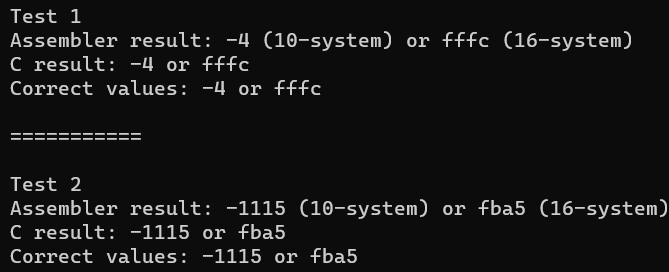 Test 1
Assembler result: -4 (10-system) or fffc (16-system)
C result: -4 or fffc
Correct values: -4 or fffc
===========
Test 2
Assembler result: -1115 (10-system) or fba5 (16-system)
C result: -1115 or fba5
Correct values: -1115 or fba5